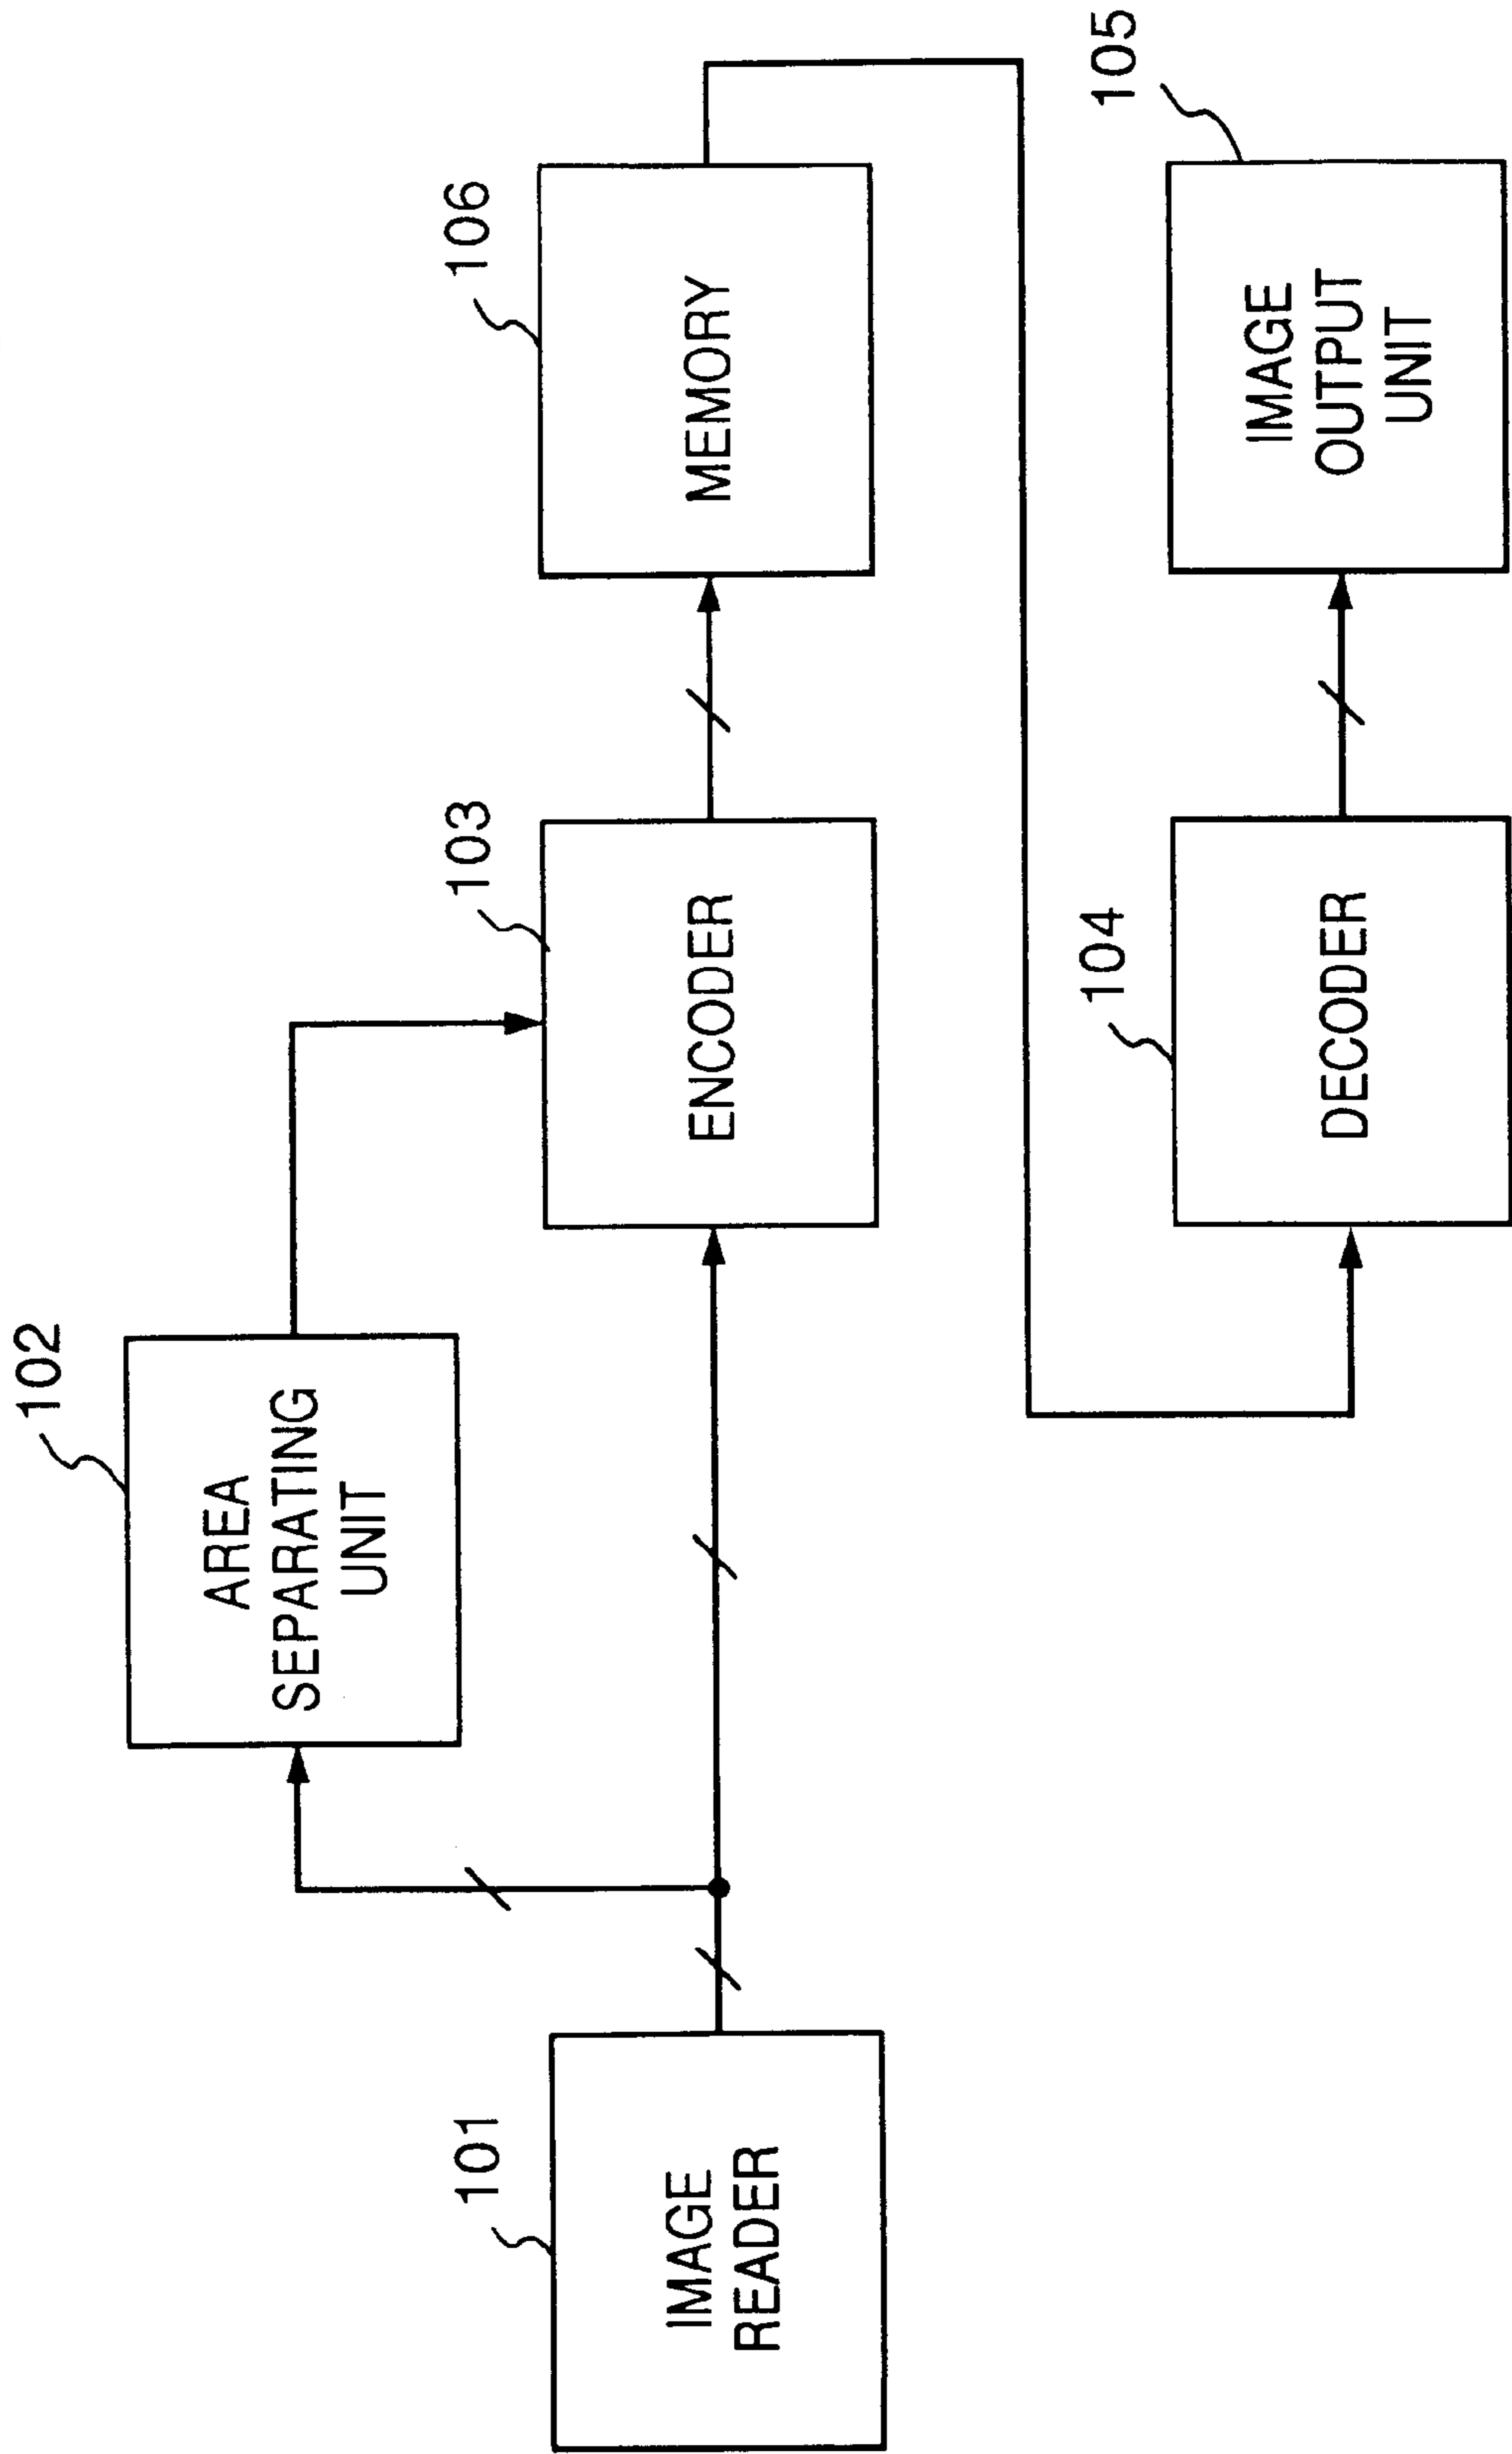 102
AREA
SEPARATING
UNIT
101
IMAGE
READER
103
ENCODER
106
MEMORY
104
DECODER
105
IMAGE
OUTPUT
UNIT